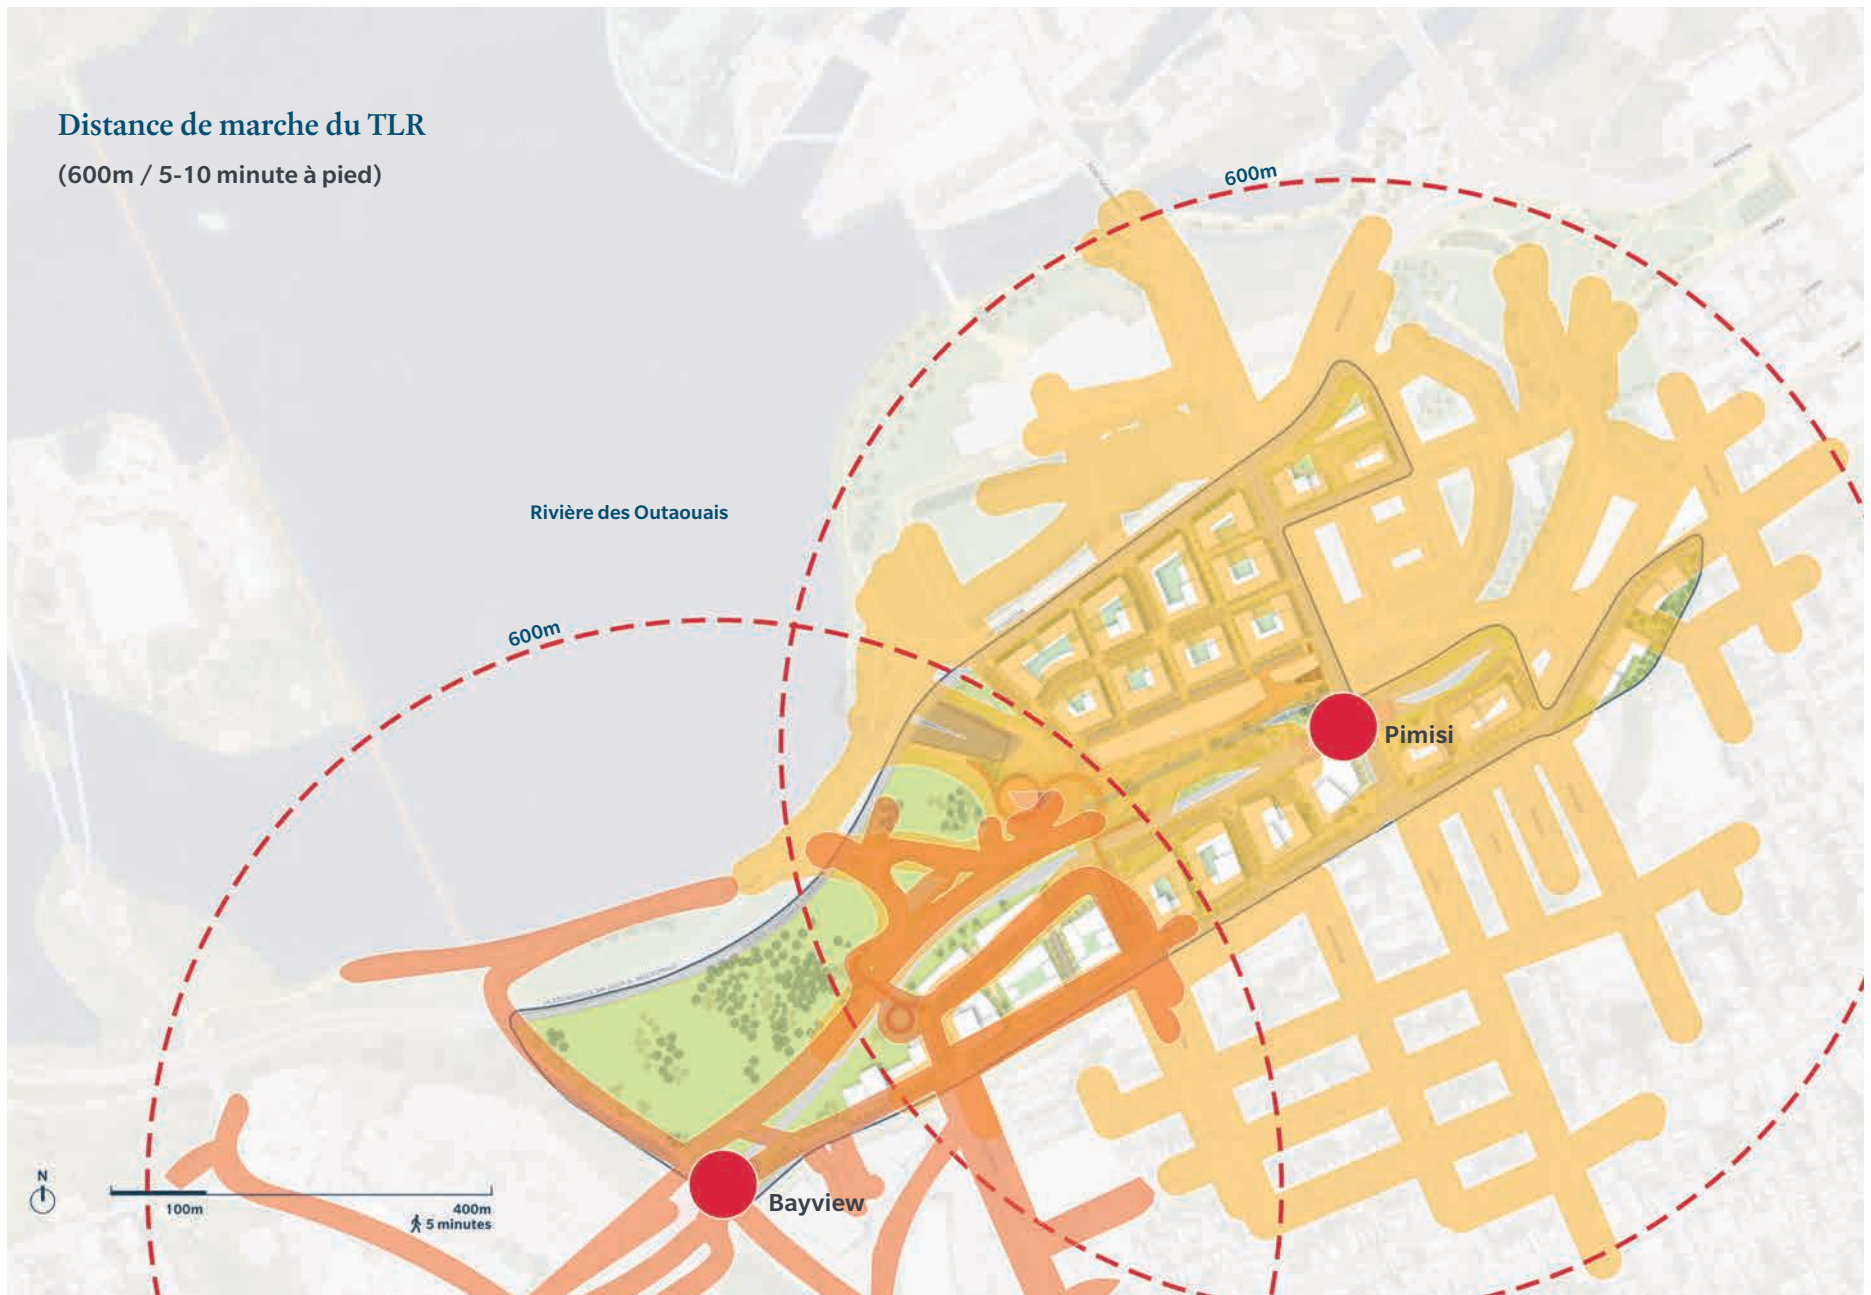 Distance de marche du TLR
(600m / 5-10 minute à pied)
600m
Rivière des Outaouais
600m
Pimisi
Bayview
N
100m
400m
5 minutes